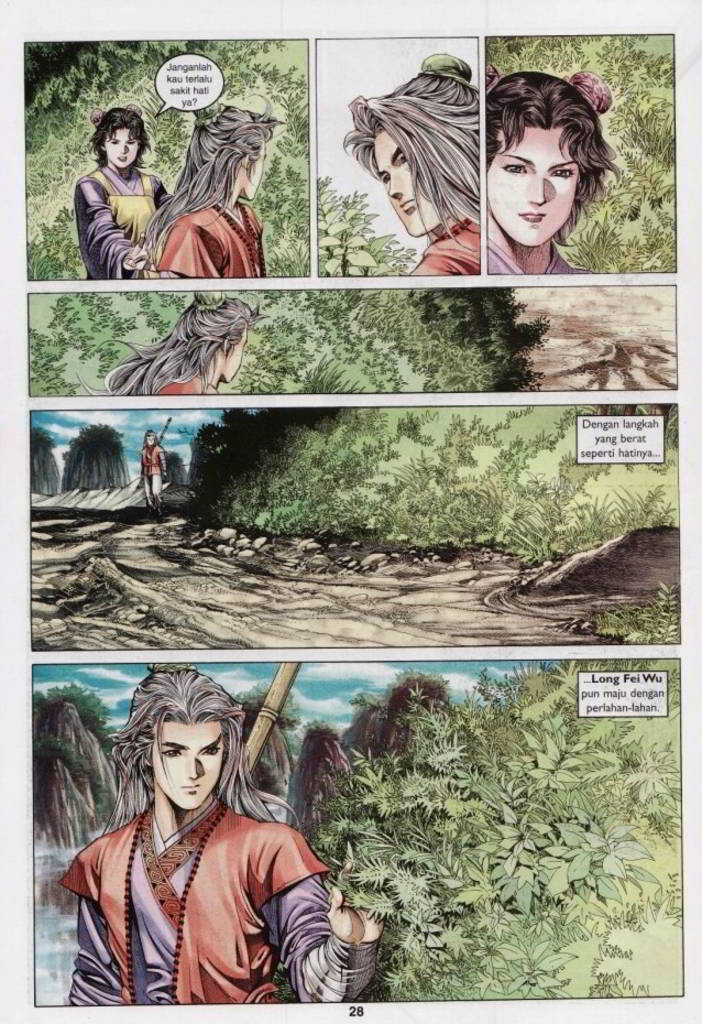 Janganlah
kau terlalu
sakit hati
ya?
Dengan langkah
yang berat
seperti hatinya...
...Long Fei Wu
pun maju dengan
perlahan-lahan.
28